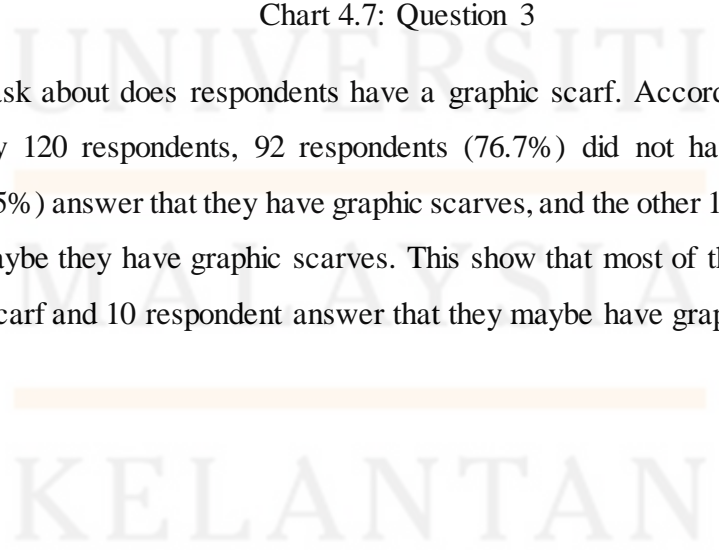 UNIVERSITI
Chart 4.7: Question 3
ask about does respondents have a graphic scarf. Accord
y 120 respondents, 92 respondents (76.7%) did not ha
5%) answer that they have graphic scarves, and the other 1
aybe they have graphic scarves. This show that most of th
MALAYSIA
carf and 10 respondent answer that they maybe have grap
KELANTAN